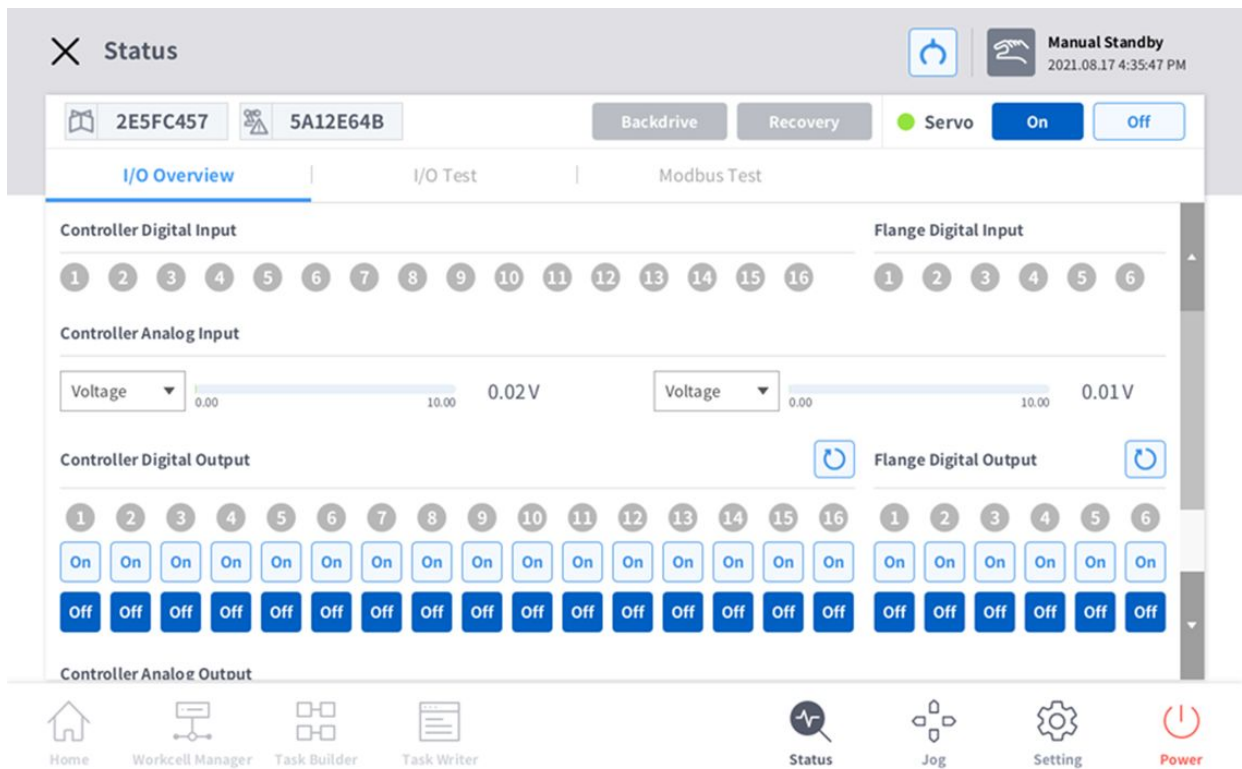 Status
Manual Standby
2021.08.17 4:35:47 PM
2E5FC457 5A12E64B Backdrive Recovery Servo On Off
I/O Overview I/O Test Modbus Test
Controller Digital Input Flange Digital Input
1 2 3 4 5 6 7 8 9 10 11 12 13 14 15 16 1 2 3 4 5 6
Controller Analog Input
Voltage 0.00 10.00 0.02 V Voltage 0.00 10.00 0.01 V
Controller Digital Output Flange Digital Output
1 2 3 4 5 6 7 8 9 10 11 12 13 14 15 16 1 2 3 4 5 6
On On On On On On On On On On On On On On On On On On On On On On
Off Off Off Off Off Off Off Off Off Off Off Off Off Off Off Off Off Off Off Off Off Off
Controller Analog Output
Home Workcell Manager Task Builder Task Writer Status Jog Setting Power